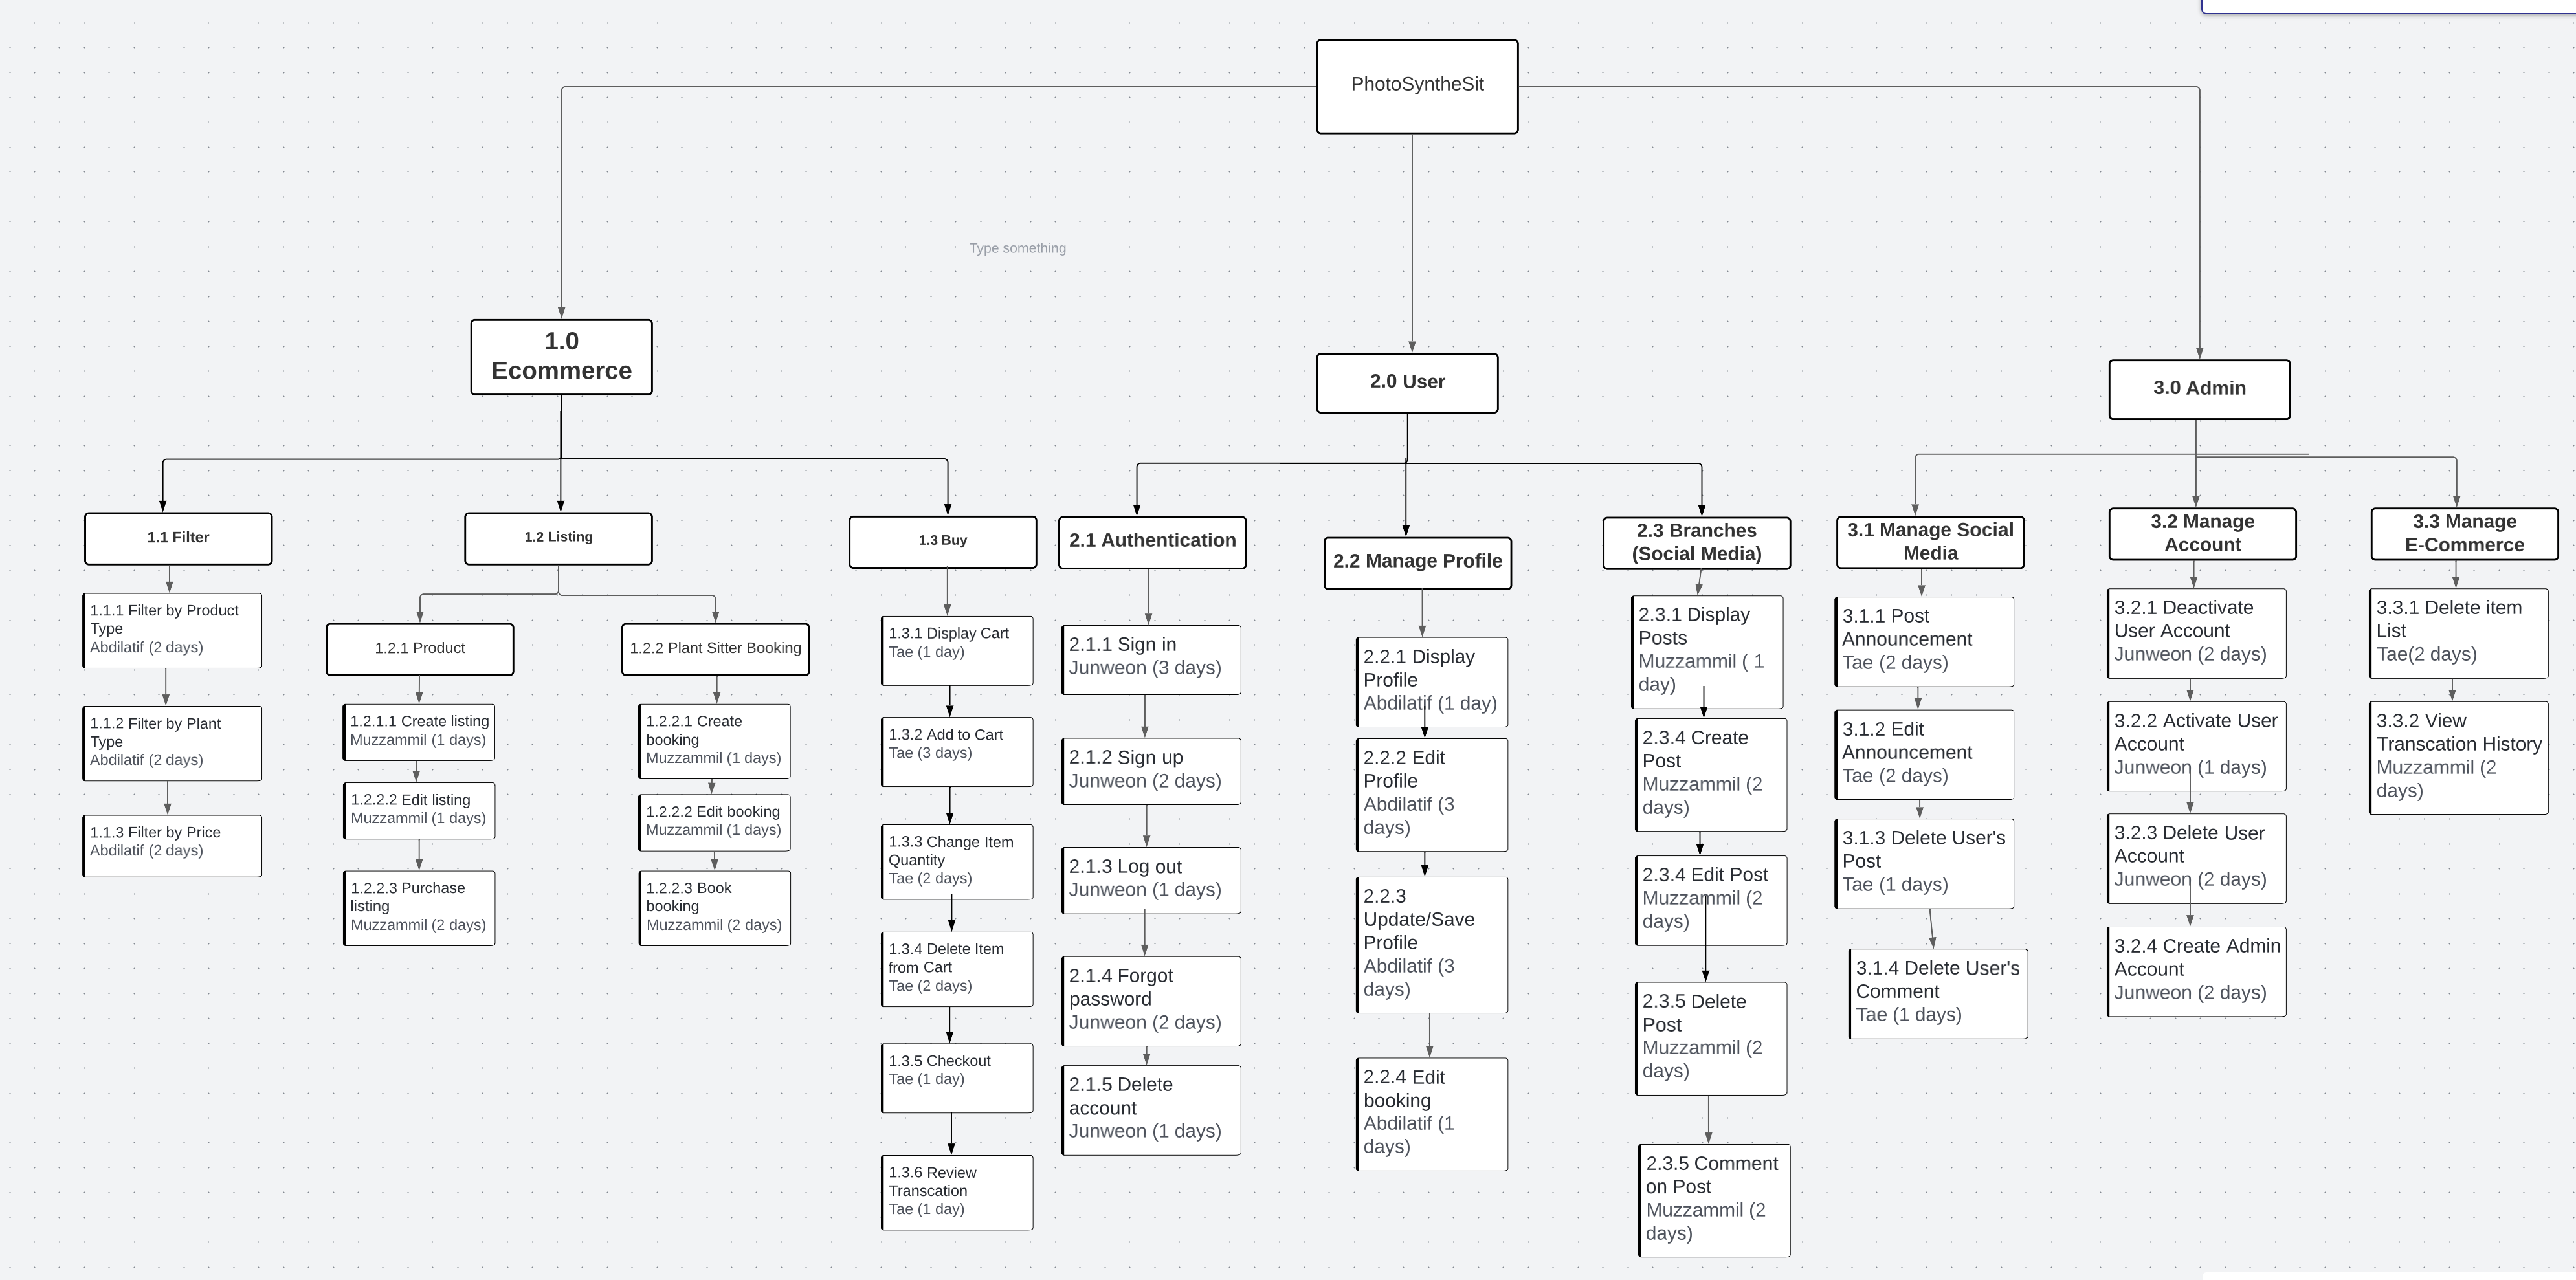 PhotoSyntheSit
Type something
1.0
Ecommerce
2.0 User
3.0 Admin
1.1 Filter
1.1.1 Filter by Product
Type
Abdilatif (2 days)
1.1.2 Filter by Plant
Type
Abdilatif (2 days)
1.1.3 Filter by Price
Abdilatif (2 days)
1.2 Listing
1.2.1 Product
1.2.1.1 Create listing
Muzzammil (1 days)
1.2.2.2 Edit listing
Muzzammil (1 days)
1.2.2.3 Purchase
listing
Muzzammil (2 days)
1.2.2 Plant Sitter Booking
1.2.2.1 Create
booking
Muzzammil (1 days)
1.2.2.2 Edit booking
Muzzammil (1 days)
1.2.2.3 Book
booking
Muzzammil (2 days)
1.3 Buy
1.3.1 Display Cart
Tae (1 day)
1.3.2 Add to Cart
Tae (3 days)
1.3.3 Change Item
Quantity
Tae (2 days)
1.3.4 Delete Item
from Cart
Tae (2 days)
1.3.5 Checkout
Tae (1 day)
1.3.6 Review
Transcation
Tae (1 day)
2.1 Authentication
2.1.1 Sign in
Junweon (3 days)
2.1.2 Sign up
Junweon (2 days)
2.1.3 Log out
Junweon (1 days)
2.1.4 Forgot
password
Junweon (2 days)
2.1.5 Delete
account
Junweon (1 days)
2.2 Manage Profile
2.2.1 Display
Profile
Abdilatif (1 day)
2.2.2 Edit
Profile
Abdilatif (3
days)
2.2.3
Update/Save
Profile
Abdilatif (3
days)
2.2.4 Edit
booking
Abdilatif (1
days)
2.3 Branches
(Social Media)
2.3.1 Display
Posts
Muzzammil ( 1
day)
2.3.4 Create
Post
Muzzammil (2
days)
2.3.4 Edit Post
Muzzammil (2
days)
2.3.5 Delete
Post
Muzzammil (2
days)
2.3.5 Comment
on Post
Muzzammil (2
days)
3.1 Manage Social
Media
3.1.1 Post
Announcement
Tae (2 days)
3.1.2 Edit
Announcement
Tae (2 days)
3.1.3 Delete User's
Post
Tae (1 days)
3.1.4 Delete User's
Comment
Tae (1 days)
3.2 Manage
Account
3.2.1 Deactivate
User Account
Junweon (2 days)
3.2.2 Activate User
Account
Junweon (1 days)
3.2.3 Delete User
Account
Junweon (2 days)
3.2.4 Create Admin
Account
Junweon (2 days)
3.3 Manage
E-Commerce
3.3.1 Delete item
List
Tae(2 days)
3.3.2 View
Transcation History
Muzzammil (2
days)